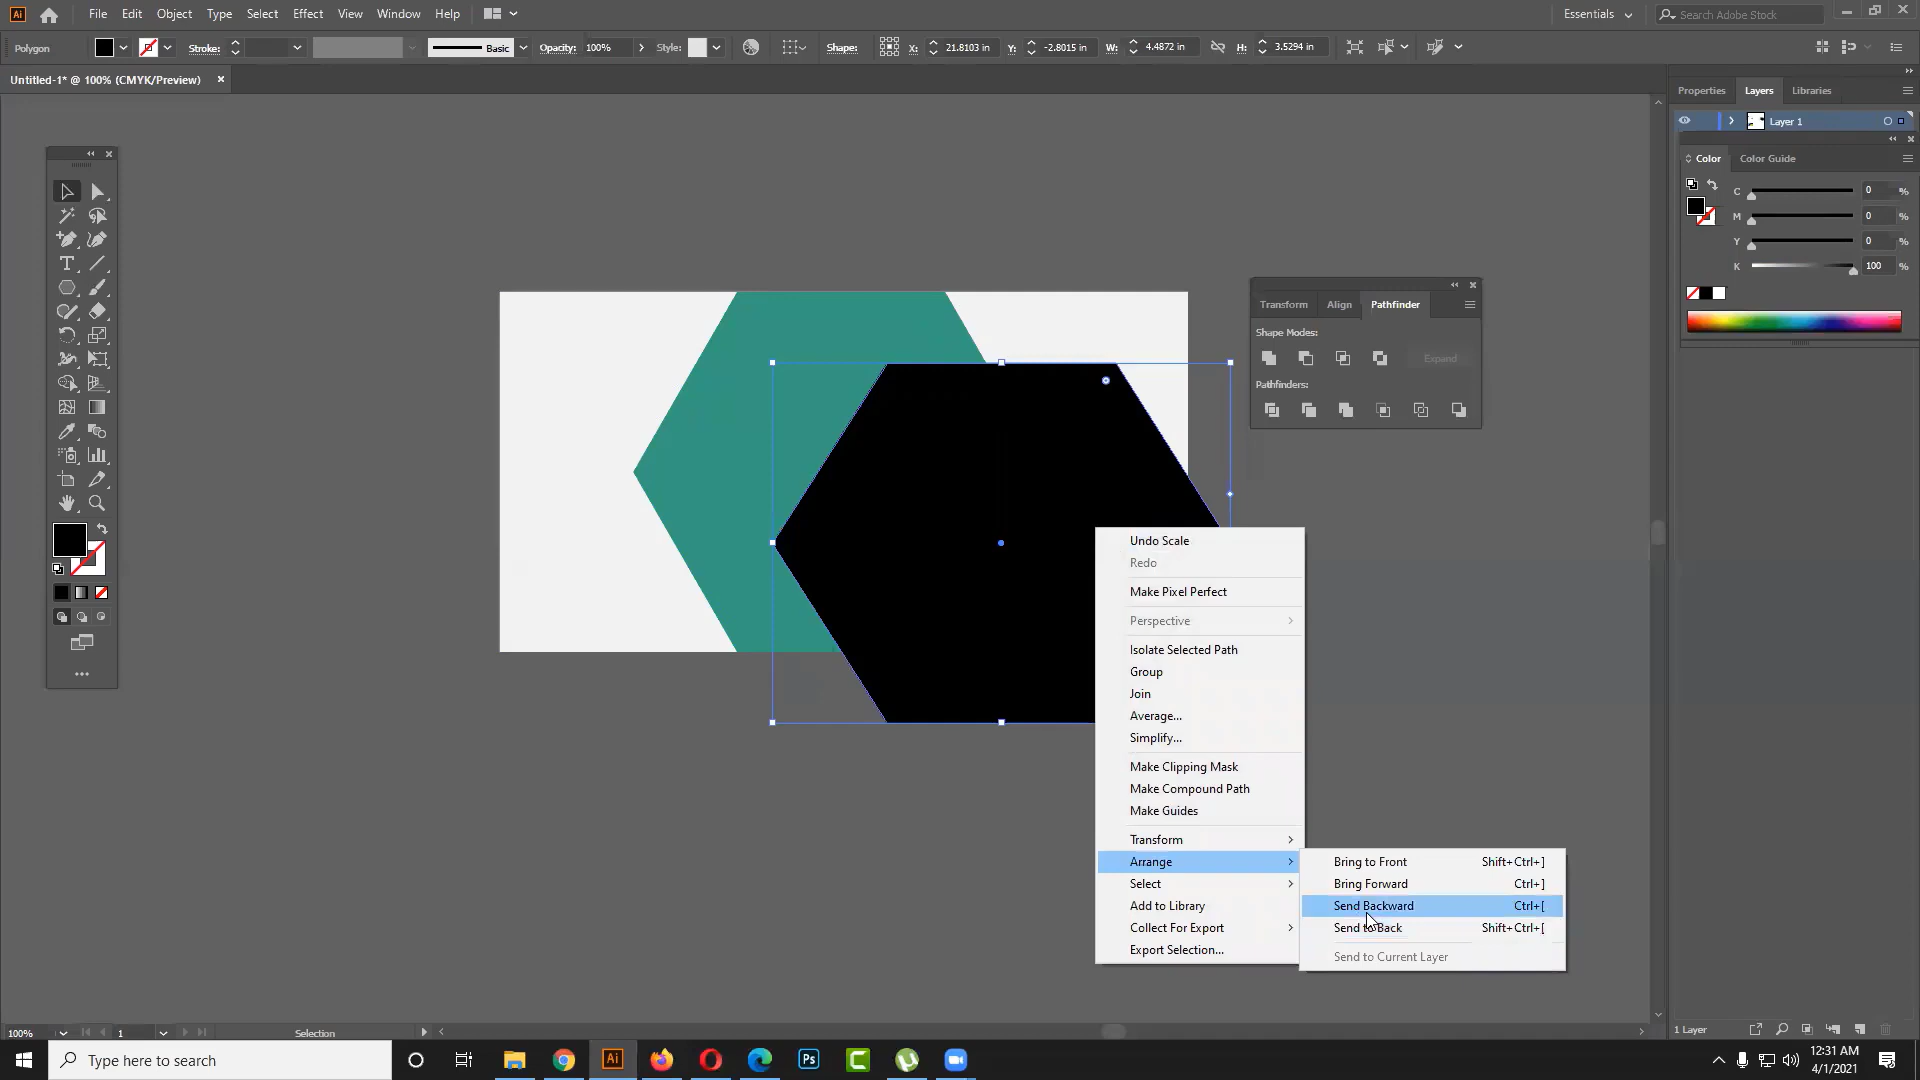 Ai File Edit Object Type Select Effect View Window Help Essentials Search Adobe Stock
Polygon Stroke: Basic Opacity: 100% Style: Shape: X: 21.8103 in Y: -2.8015 in W: 4.4872 in H: 3.5294 in
Untitled-1* @ 100% (CMYK/Preview)
Properties Layers Libraries
Layer 1
Color Color Guide
C 0 %
M 0 %
Y 0 %
K 100 %
Transform Align Pathfinder
Shape Modes:
Expand
Pathfinders:
Undo Scale
Redo
Make Pixel Perfect
Perspective
Isolate Selected Path
Group
Join
Average...
Simplify...
Make Clipping Mask
Make Compound Path
Make Guides
Transform
Arrange
Select
Add to Library
Collect For Export
Export Selection...
Bring to Front Shift+Ctrl+]
Bring Forward Ctrl+]
Send Backward Ctrl+[
Send to Back Shift+Ctrl+[
Send to Current Layer
100% 1 Selection
1 Layer
Type here to search
Ai
Ps
C
12:31 AM
4/1/2021